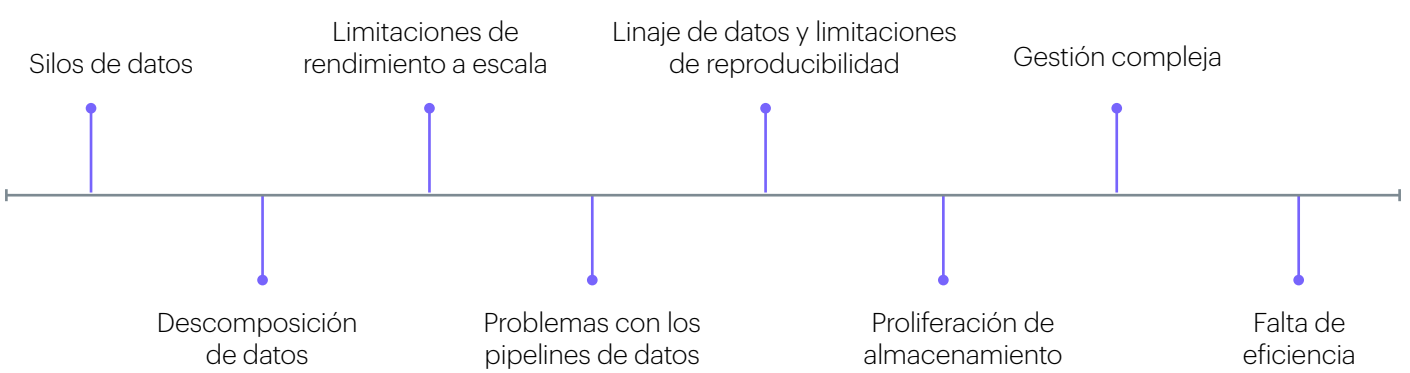 Silos de datos
Limitaciones de
rendimiento a escala
Linaje de datos y limitaciones
de reproducibilidad
Gestión compleja
Descomposición
de datos
Problemas con los
pipelines de datos
Proliferación de
almacenamiento
Falta de
eficiencia